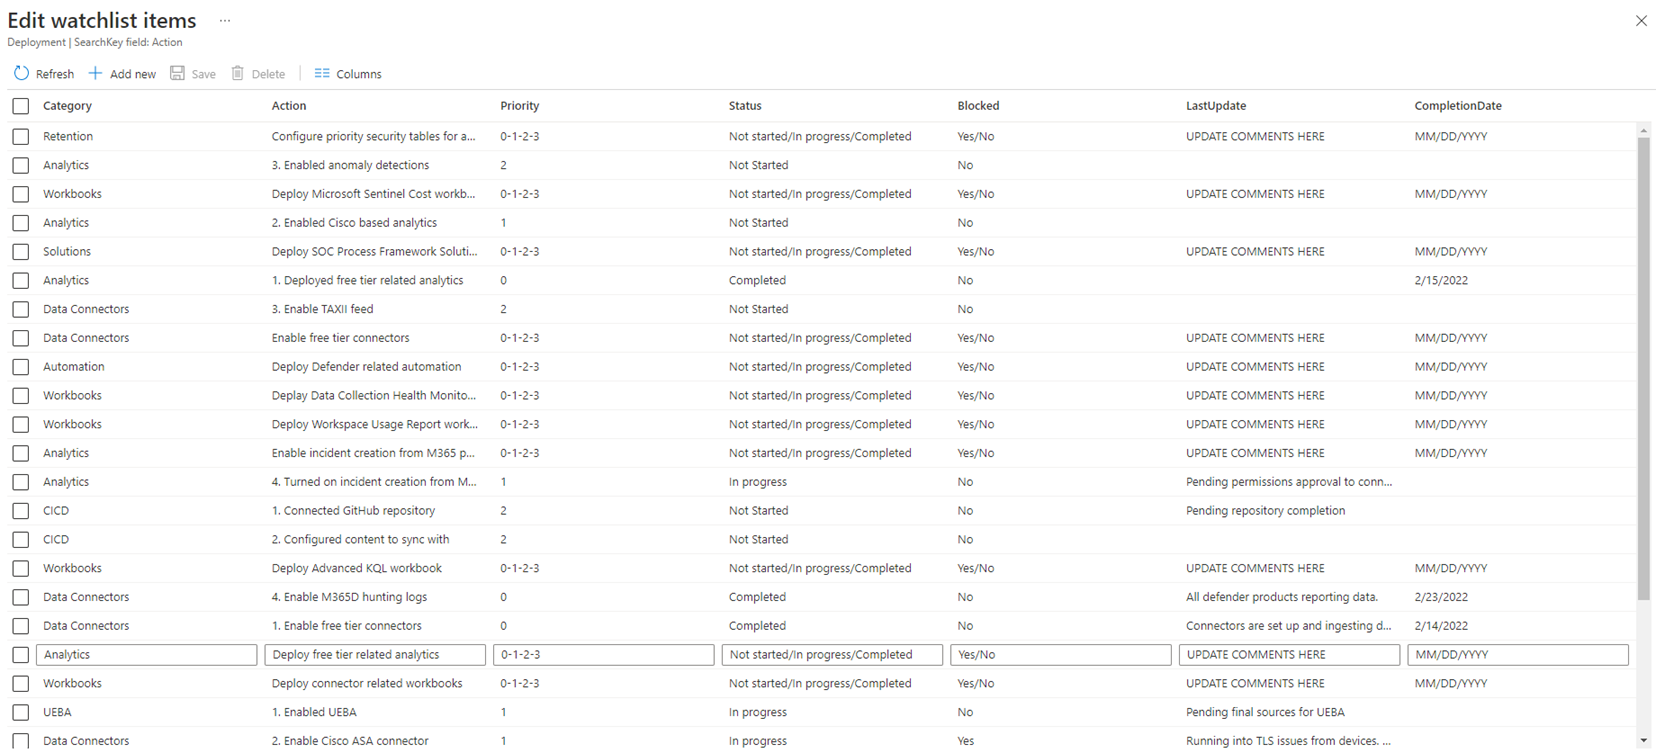 Edit watchlist items ...
Deployment | SearchKey field: Action
Refresh Add new Save Delete Columns
Category Action Priority Status Blocked LastUpdate CompletionDate
Retention Configure priority security tables for a... 0-1-2-3 Not started/In progress/Completed Yes/No UPDATE COMMENTS HERE MM/DD/YYYY
Analytics 3. Enabled anomaly detections 2 Not Started No
Workbooks Deploy Microsoft Sentinel Cost workb... 0-1-2-3 Not started/In progress/Completed Yes/No UPDATE COMMENTS HERE MM/DD/YYYY
Analytics 2. Enabled Cisco based analytics 1 Not Started No
Solutions Deploy SOC Process Framework Soluti... 0-1-2-3 Not started/In progress/Completed Yes/No UPDATE COMMENTS HERE MM/DD/YYYY
Analytics 1. Deployed free tier related analytics 0 Completed No 2/15/2022
Data Connectors 3. Enable TAXII feed 2 Not Started No
Data Connectors Enable free tier connectors 0-1-2-3 Not started/In progress/Completed Yes/No UPDATE COMMENTS HERE MM/DD/YYYY
Automation Deploy Defender related automation 0-1-2-3 Not started/In progress/Completed Yes/No UPDATE COMMENTS HERE MM/DD/YYYY
Workbooks Deplay Data Collection Health Monito... 0-1-2-3 Not started/In progress/Completed Yes/No UPDATE COMMENTS HERE MM/DD/YYYY
Workbooks Deploy Workspace Usage Report work... 0-1-2-3 Not started/In progress/Completed Yes/No UPDATE COMMENTS HERE MM/DD/YYYY
Analytics Enable incident creation from M365 p... 0-1-2-3 Not started/In progress/Completed Yes/No UPDATE COMMENTS HERE MM/DD/YYYY
Analytics 4. Turned on incident creation from M... 1 In progress No Pending permissions approval to conn...
CICD 1. Connected GitHub repository 2 Not Started No Pending repository completion
CICD 2. Configured content to sync with 2 Not Started No
Workbooks Deploy Advanced KQL workbook 0-1-2-3 Not started/In progress/Completed Yes/No UPDATE COMMENTS HERE MM/DD/YYYY
Data Connectors 4. Enable M365D hunting logs 0 Completed No All defender products reporting data. 2/23/2022
Data Connectors 1. Enable free tier connectors 0 Completed No Connectors are set up and ingesting d... 2/14/2022
Analytics Deploy free tier related analytics 0-1-2-3 Not started/In progress/Completed Yes/No UPDATE COMMENTS HERE MM/DD/YYYY
Workbooks Deploy connector related workbooks 0-1-2-3 Not started/In progress/Completed Yes/No UPDATE COMMENTS HERE MM/DD/YYYY
UEBA 1. Enabled UEBA 1 In progress No Pending final sources for UEBA
Data Connectors 2. Enable Cisco ASA connector 1 In progress Yes Running into TLS issues from devices. ...